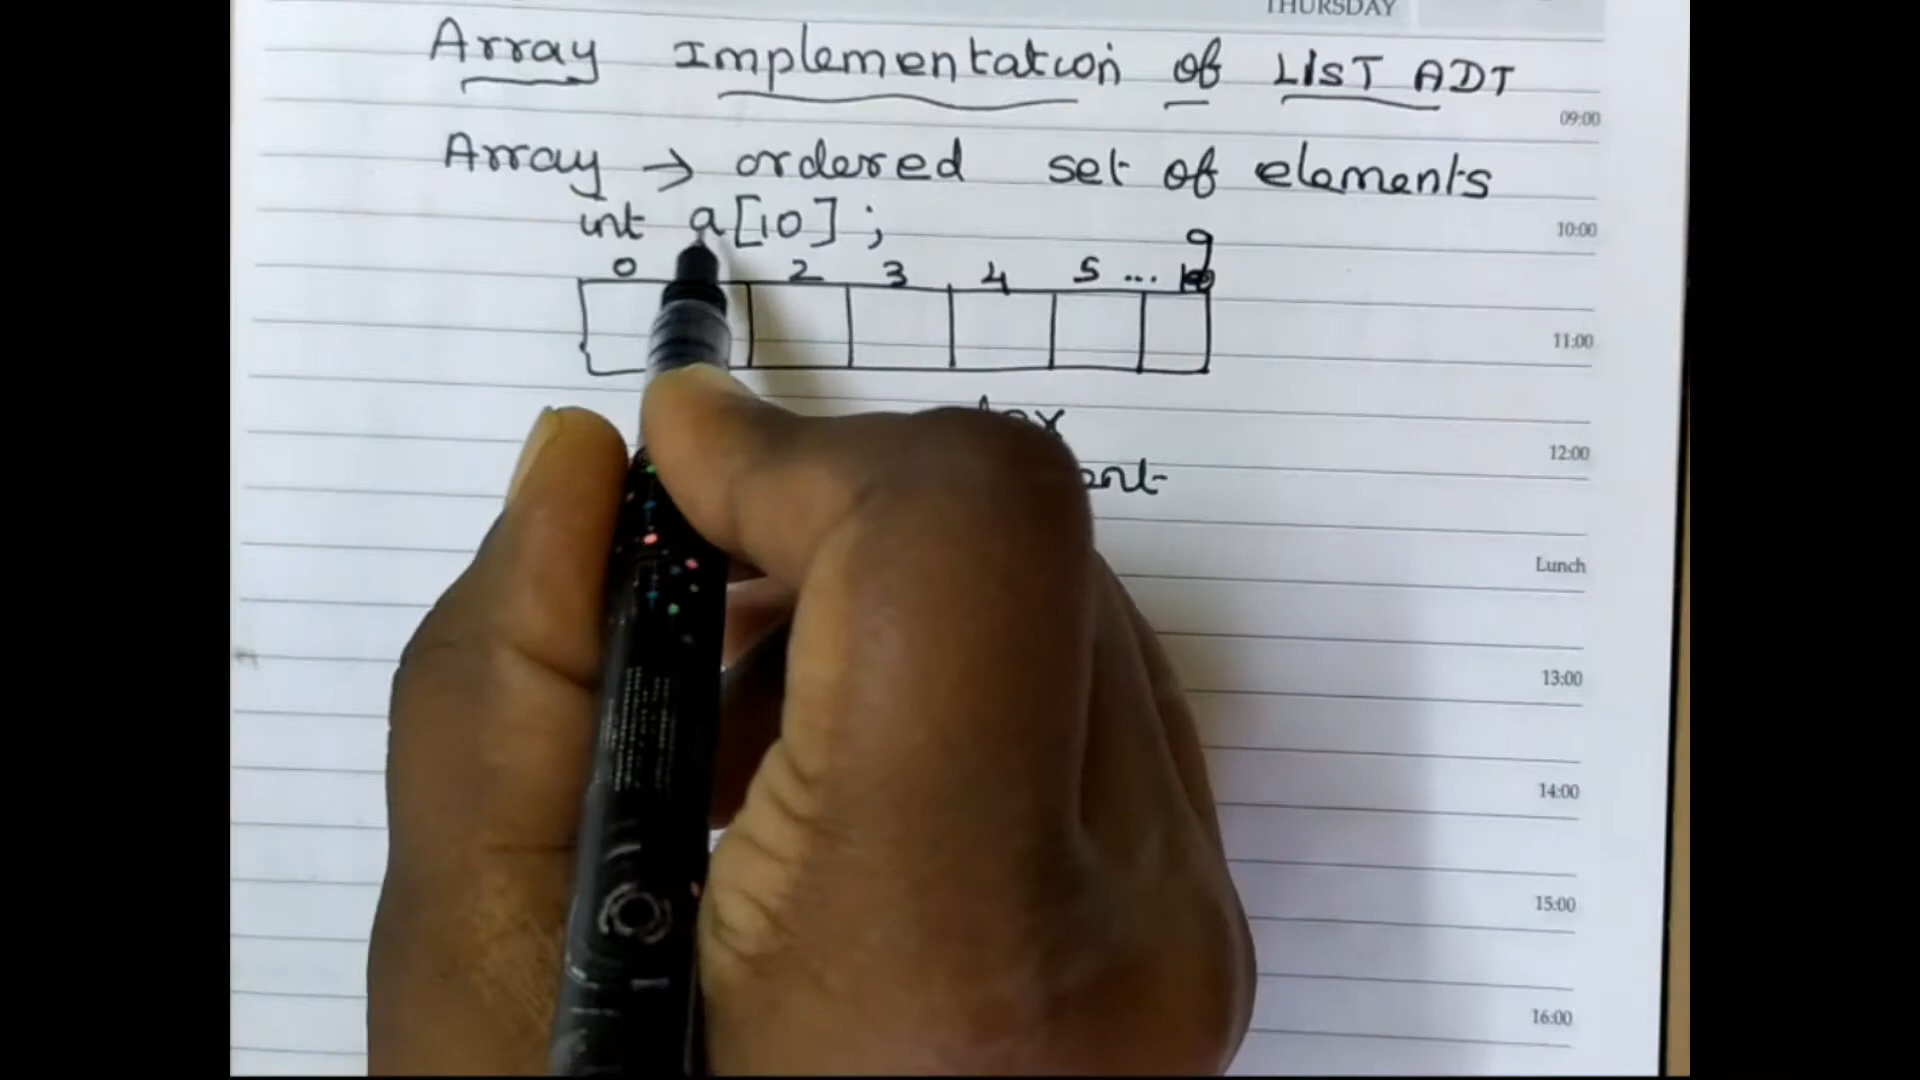 THURSDAY
Array Implementation of LIST ADT
09:00
Array → ordered set of elements
int a[10];
10:00
9
0 2 3 4 5 ...
11:00
12:00
Lunch
13:00
14:00
15:00
16:00